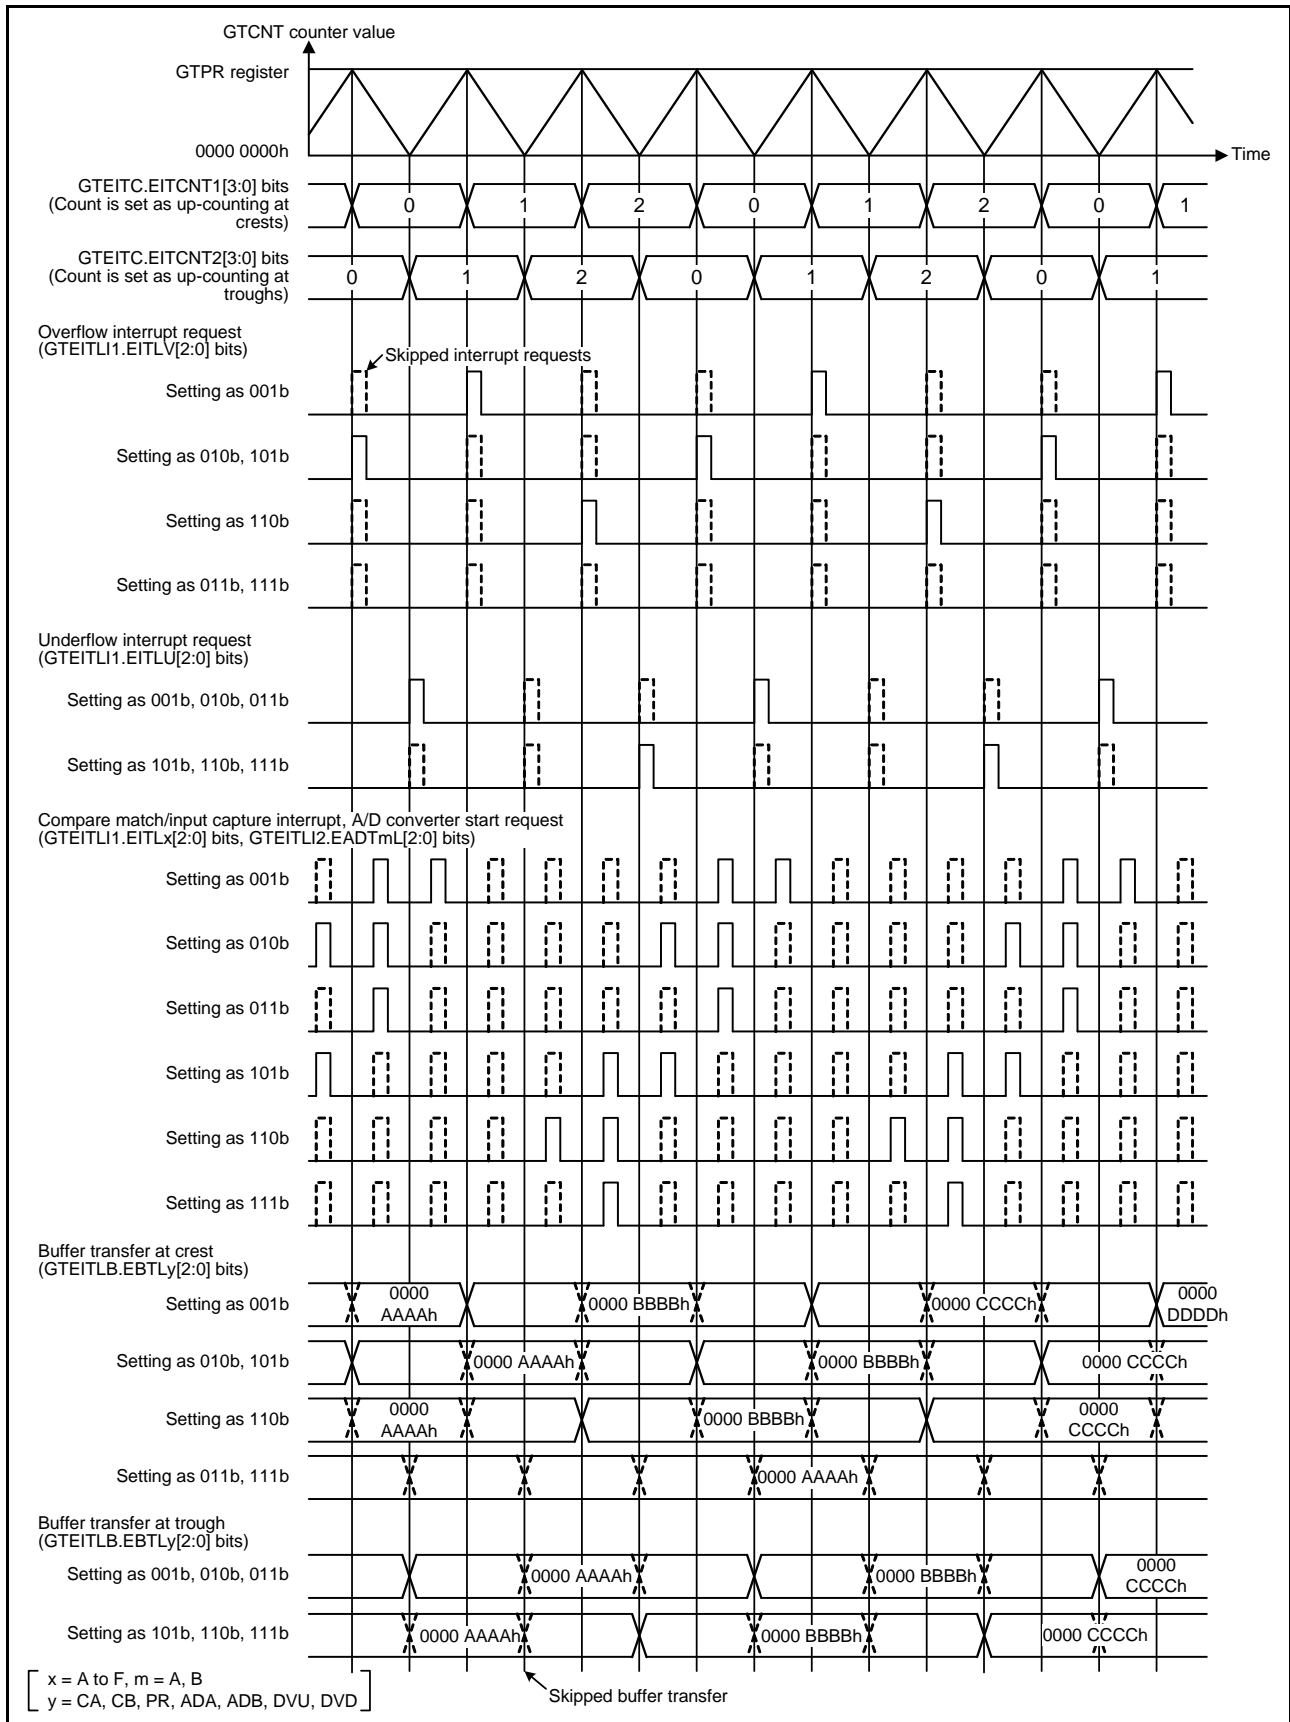 GTCNT counter value
GTPR register
0000 0000h
Time
GTEITC.EITCNT1[3:0] bits
(Count is set as up-counting at
crests)
0 1 2 0 1 2 0 1
GTEITC.EITCNT2[3:0] bits
(Count is set as up-counting at
troughs)
0 1 2 0 1 2 0 1
Overflow interrupt request
(GTEITLI1.EITLV[2:0] bits)
Skipped interrupt requests
Setting as 001b
Setting as 010b, 101b
Setting as 110b
Setting as 011b, 111b
Underflow interrupt request
(GTEITLI1.EITLU[2:0] bits)
Setting as 001b, 010b, 011b
Setting as 101b, 110b, 111b
Compare match/input capture interrupt, A/D converter start request
(GTEITLI1.EITLx[2:0] bits, GTEITLI2.EADTmL[2:0] bits)
Setting as 001b
Setting as 010b
Setting as 011b
Setting as 101b
Setting as 110b
Setting as 111b
Buffer transfer at crest
(GTEITLB.EBTLy[2:0] bits)
Setting as 001b
0000
AAAAh
0000 BBBBh
0000 CCCCh
0000
DDDDh
Setting as 010b, 101b
0000 AAAAh
0000 BBBBh
0000 CCCCh
Setting as 110b
0000
AAAAh
0000 BBBBh
0000
CCCCh
Setting as 011b, 111b
0000 AAAAh
Buffer transfer at trough
(GTEITLB.EBTLy[2:0] bits)
Setting as 001b, 010b, 011b
0000 AAAAh
0000 BBBBh
0000
CCCCh
Setting as 101b, 110b, 111b
0000 AAAAh
0000 BBBBh
0000 CCCCh
x = A to F, m = A, B
y = CA, CB, PR, ADA, ADB, DVU, DVD
Skipped buffer transfer